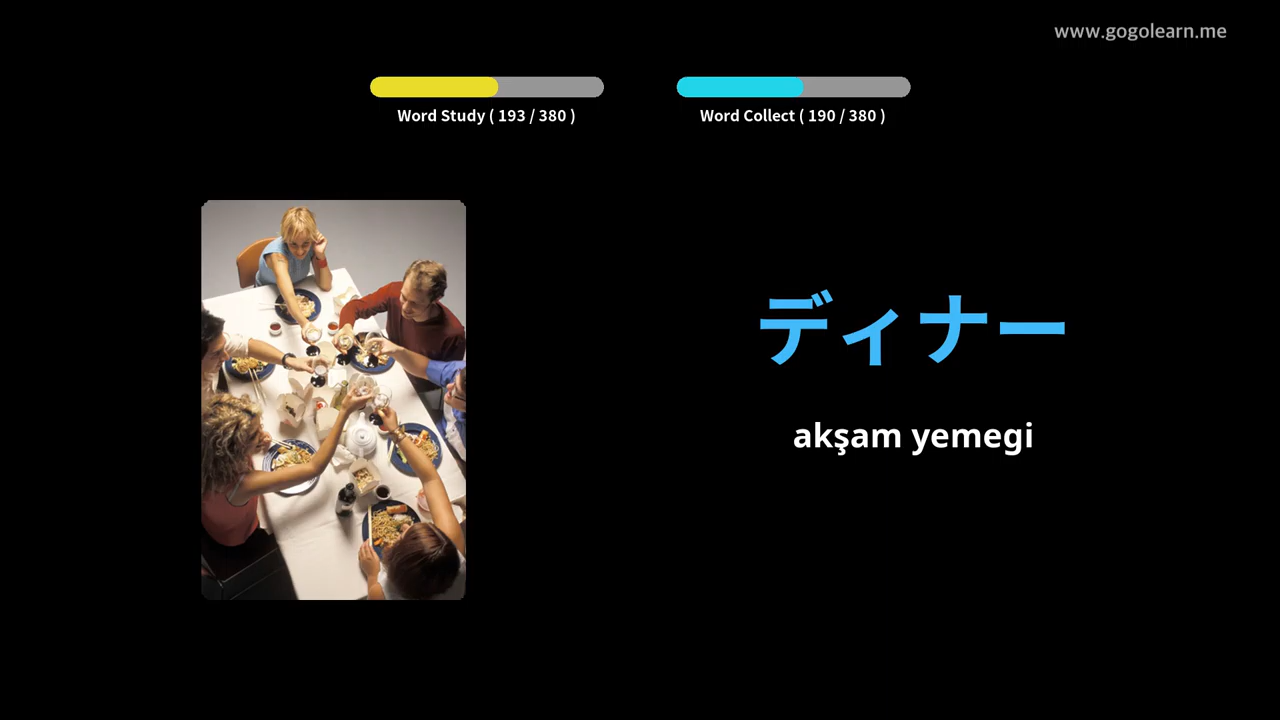 www.gogolearn.me
Word Study ( 193 / 380 )
Word Collect ( 190 / 380 )
ディナー
akşam yemegi